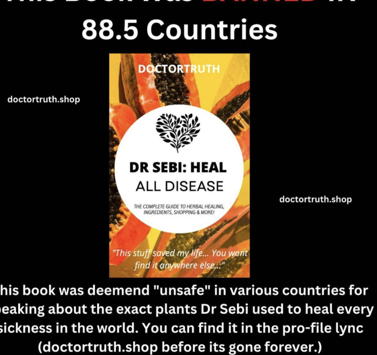 This Book Was BANNED IN
88.5 Countries
DOCTORTRUTH
doctortruth.shop
DR SEBI: HEAL
ALL DISEASE
THE COMPLETE GUIDE TO HERBAL HEALING,
INGREDIENTS, SHOPPING & MORE!
doctortruth.shop
"This stuff saved my life... You wont
find it anywhere else..."
his book was deemend "unsafe" in various countries for
eaking about the exact plants Dr Sebi used to heal every
sickness in the world. You can find it in the pro-file lync
(doctortruth.shop before its gone forever.)